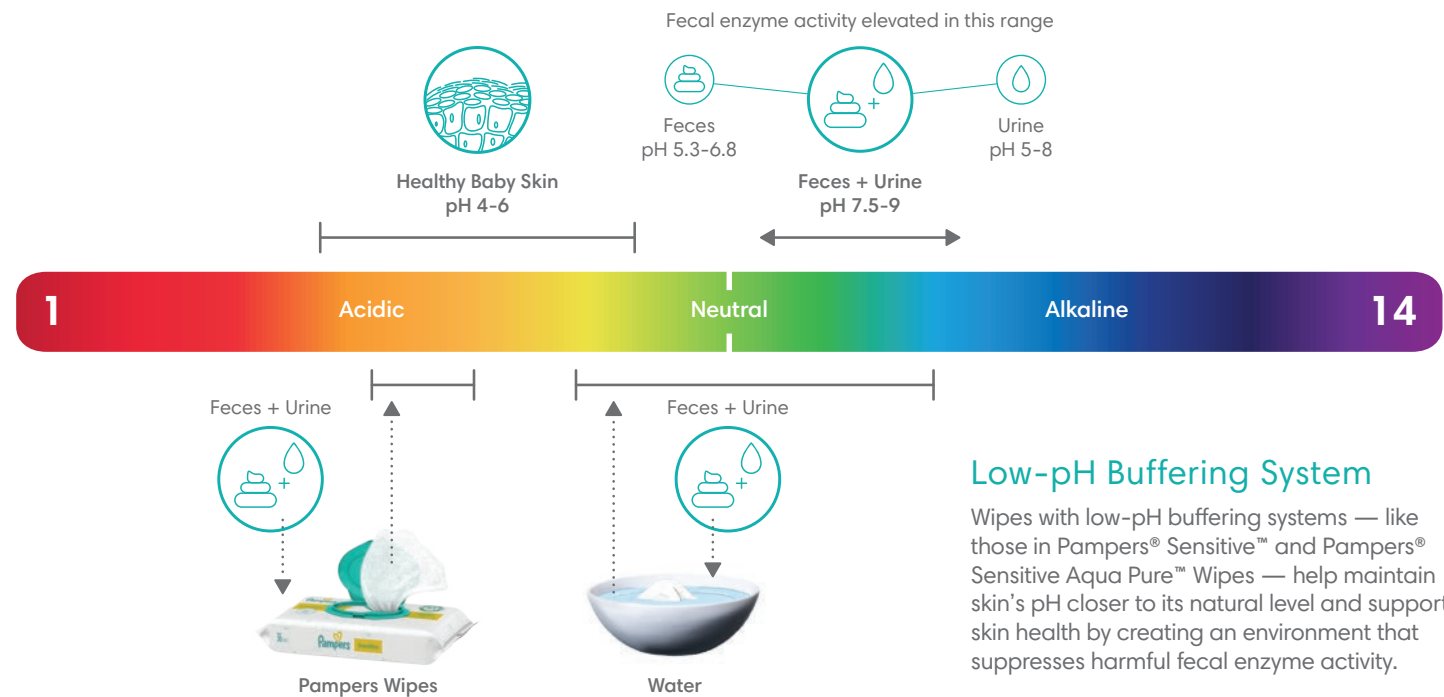 Fecal enzyme activity elevated in this range
Feces
pH 5.3-6.8
Urine
pH 5-8
Healthy Baby Skin
pH 4-6
Feces + Urine
pH 7.5-9
1
Acidic
Neutral
Alkaline
14
Feces + Urine
Feces + Urine
Low-pH Buffering System
Wipes with low-pH buffering systems — like
those in Pampers® Sensitive™ and Pampers®
Sensitive Aqua Pure™ Wipes — help maintain
skin's pH closer to its natural level and support
skin health by creating an environment that
suppresses harmful fecal enzyme activity.
Pampers
Pampers Wipes
Water